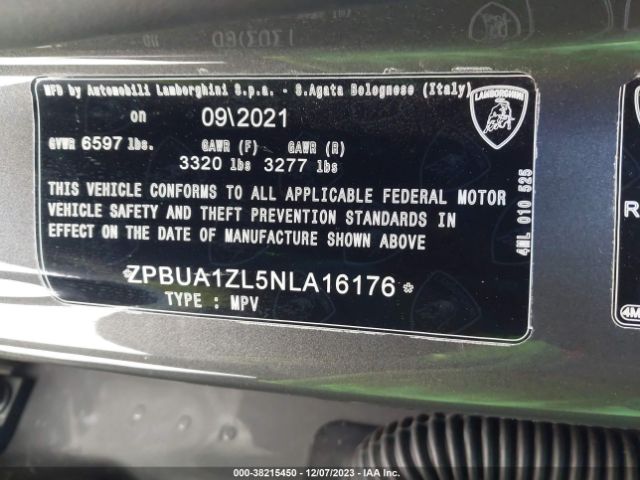 MFD by Automobili Lamborghini S.p.a. - S.Agata Bolognese (Italy)
on 09\2021
GVWR 6597 lbs. GAWR (F) GAWR (R)
3320 lbs 3277 lbs
THIS VEHICLE CONFORMS TO ALL APPLICABLE FEDERAL MOTOR
VEHICLE SAFETY AND THEFT PREVENTION STANDARDS IN
EFFECT ON THE DATE OF MANUFACTURE SHOWN ABOVE
*ZPBUA1ZL5NLA16176*
TYPE : MPV
LAMBORGHINI
4ML 010 525
R
4M
000-38215450 - 12/07/2023 - IAA Inc.